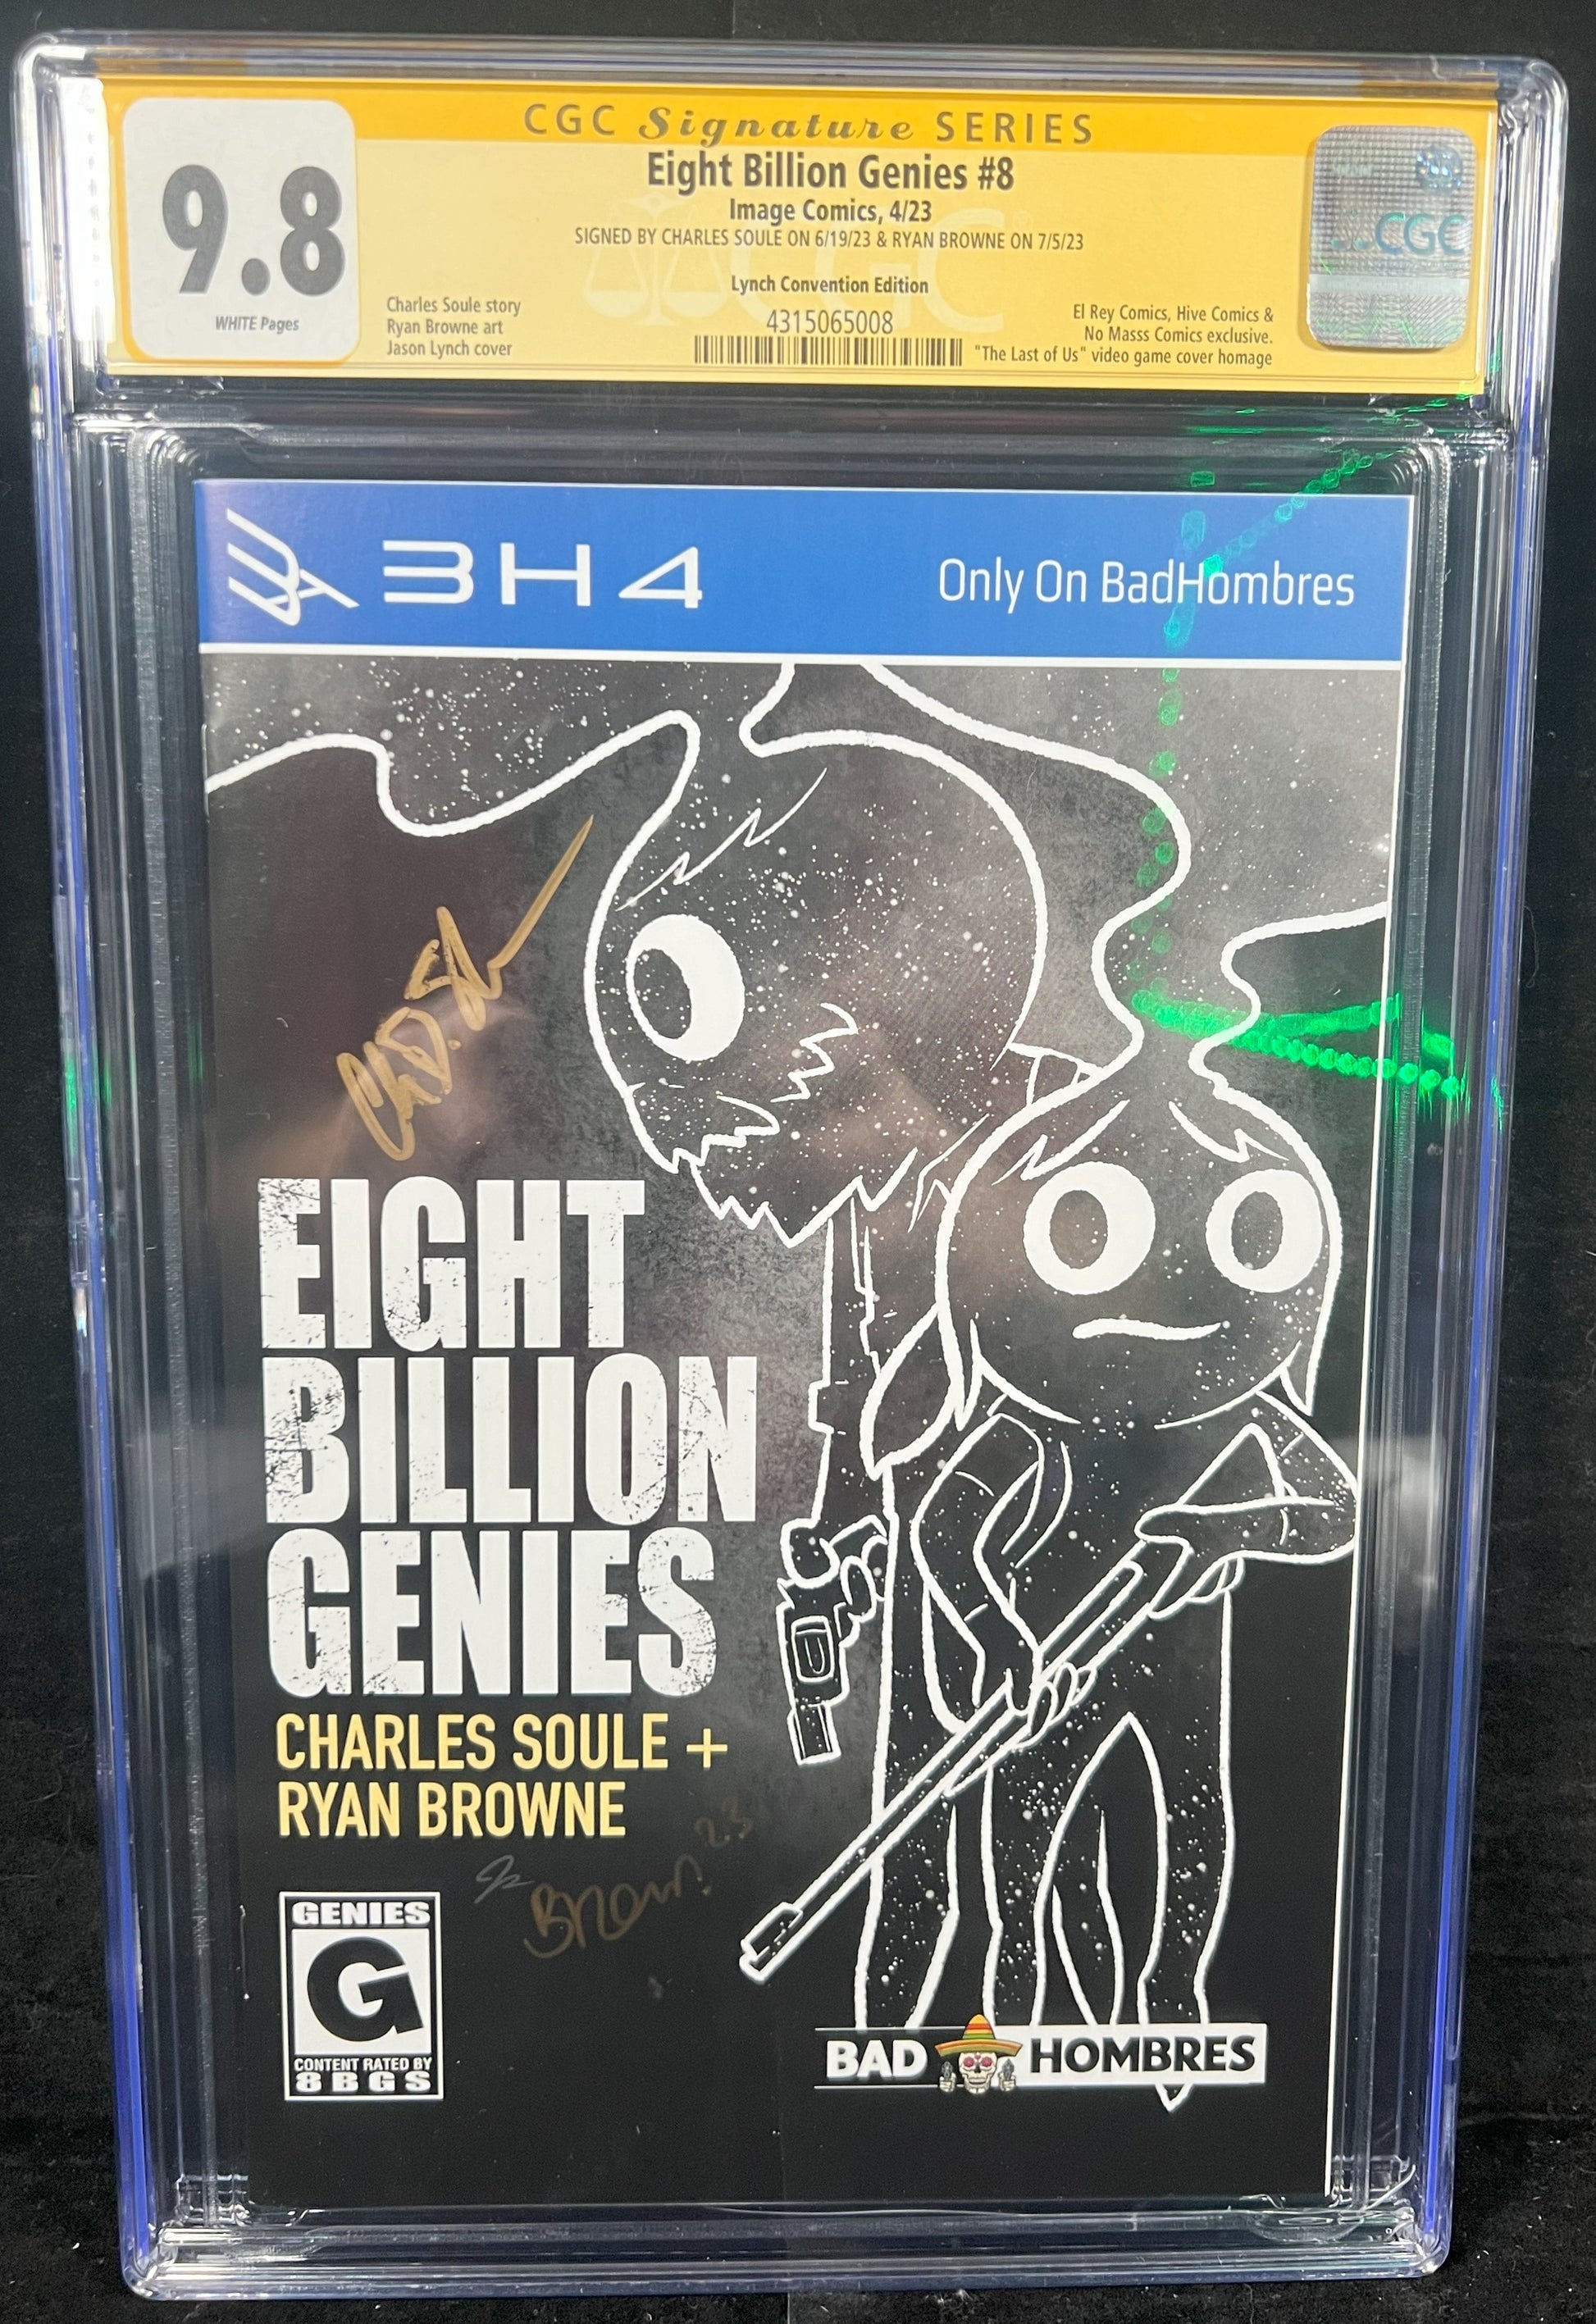 CGC Signature SERIES
9.8
WHITE Pages
Eight Billion Genies #8
Image Comics, 4/23
SIGNED BY CHARLES SOULE ON 6/19/23 & RYAN BROWNE ON 7/5/23
Lynch Convention Edition
4315065008
Charles Soule story
Ryan Browne art
Jason Lynch cover
El Rey Comics, Hive Comics &
No Masss Comics exclusive.
"The Last of Us" video game cover homage
CGC
BH4
Only On BadHombres
EIGHT
BILLION
GENIES
CHARLES SOULE +
RYAN BROWNE
Browne 23
GENIES
G
CONTENT RATED BY
8BGS
BAD HOMBRES